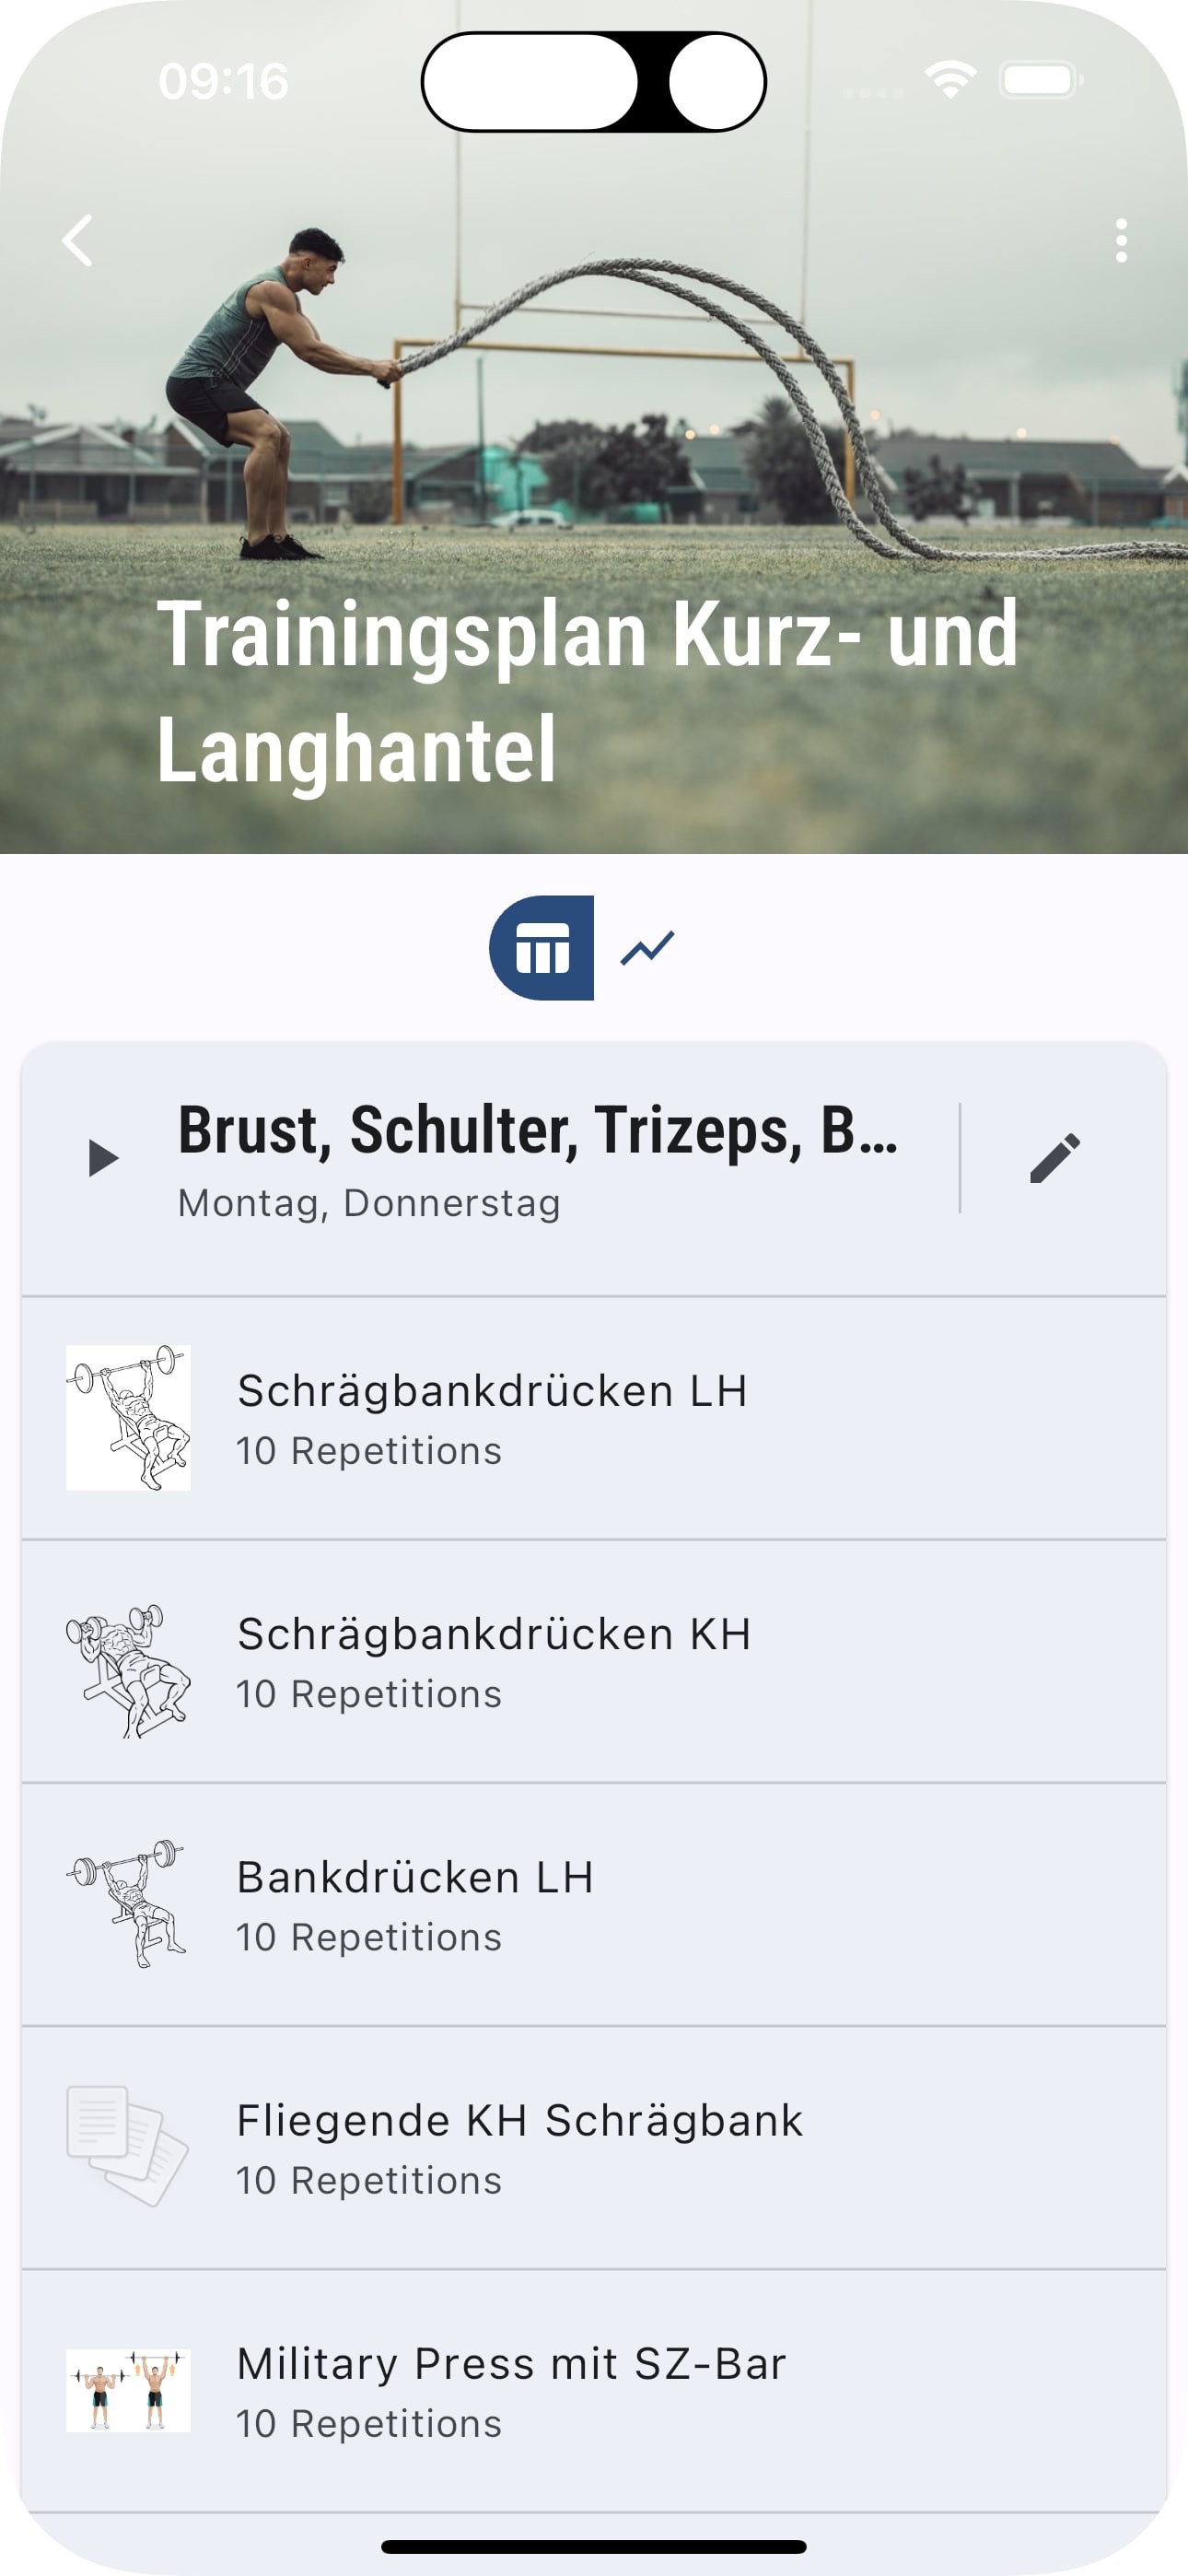 09:16
Trainingsplan Kurz- und
Langhantel
Brust, Schulter, Trizeps, B...
Montag, Donnerstag
Schrägbankdrücken LH
10 Repetitions
Schrägbankdrücken KH
10 Repetitions
Bankdrücken LH
10 Repetitions
Fliegende KH Schrägbank
10 Repetitions
Military Press mit SZ-Bar
10 Repetitions